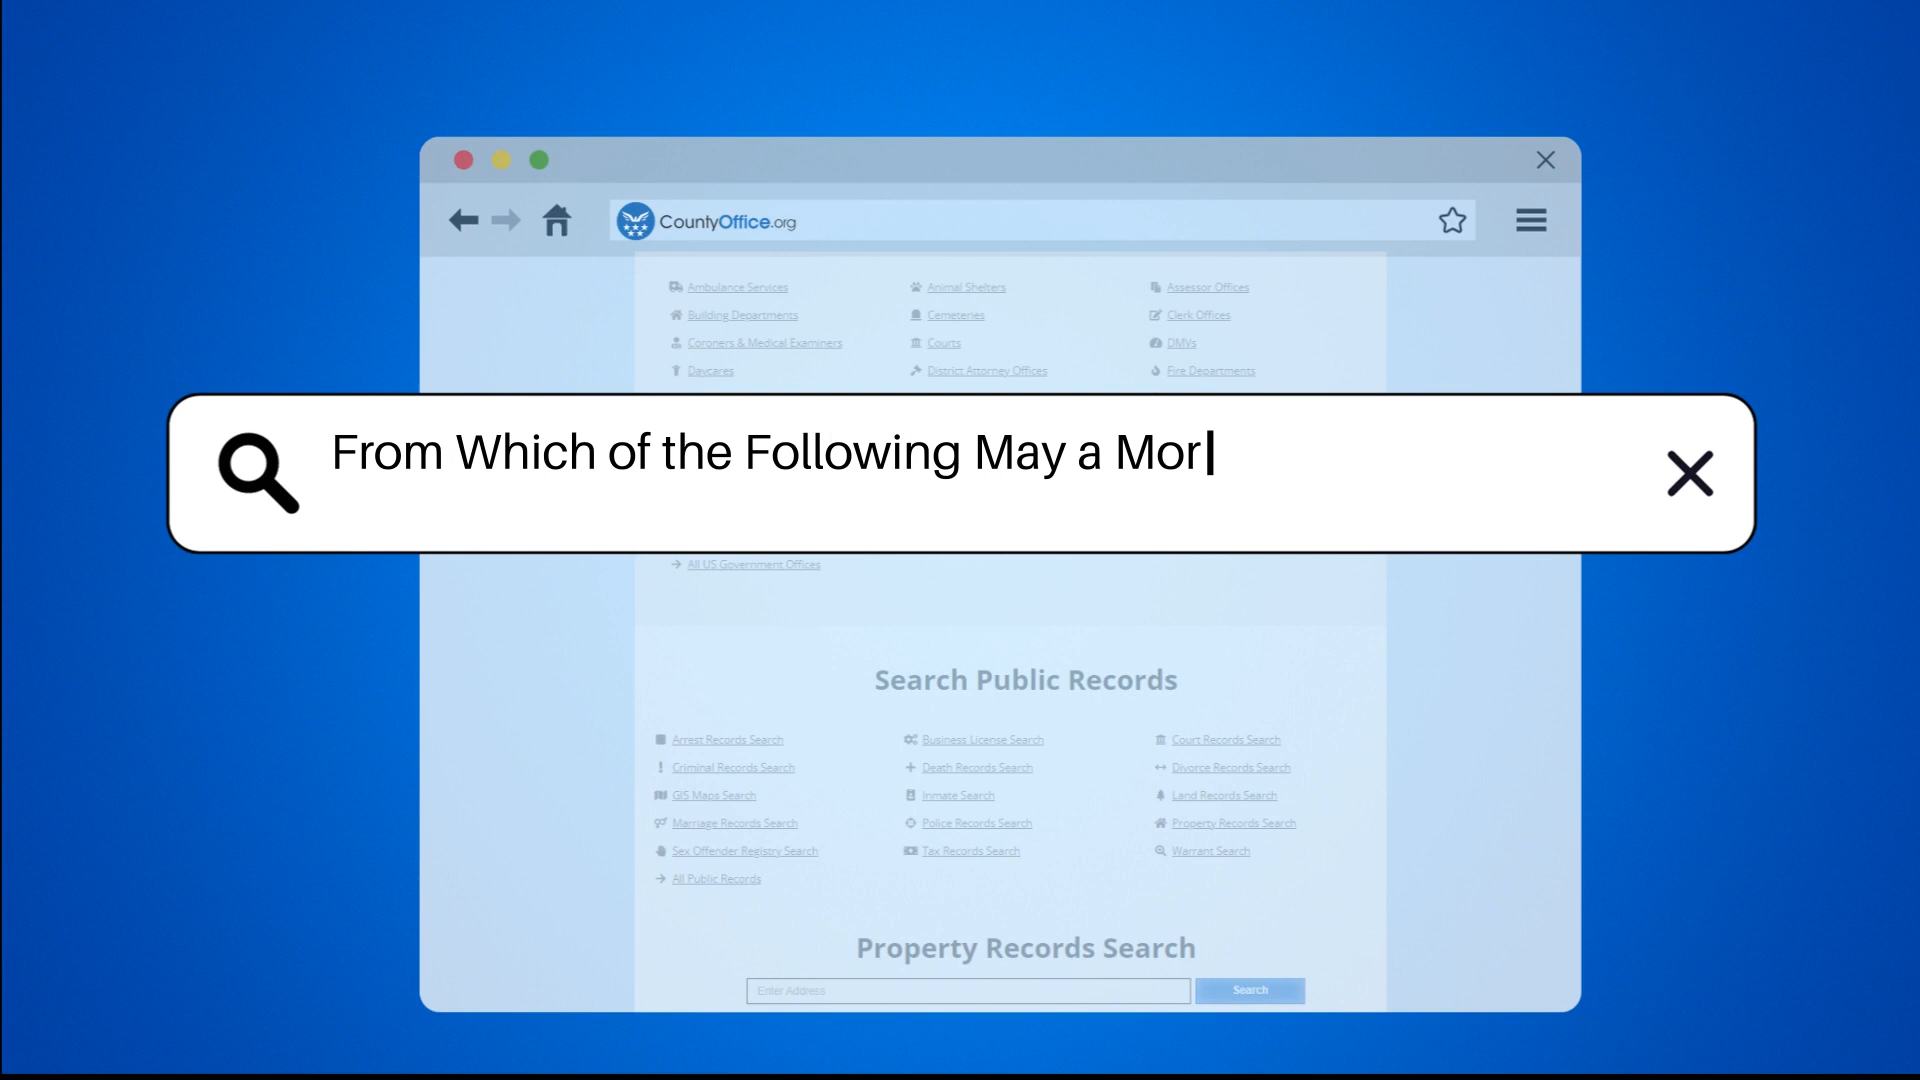 CountyOffice.org
Ambulance Services Animal Shelters Assessor Offices
Building Departments Cemeteries Clerk Offices
Coroners & Medical Examiners Courts DMVs
Daycares District Attorney Offices Fire Departments
From Which of the Following May a Mor
All US Government Offices
Search Public Records
Arrest Records Search Business License Search Court Records Search
Criminal Records Search Death Records Search Divorce Records Search
GIS Maps Search Inmate Search Land Records Search
Marriage Records Search Police Records Search Property Records Search
Sex Offender Registry Search Tax Records Search Warrant Search
All Public Records
Property Records Search
Enter Address Search